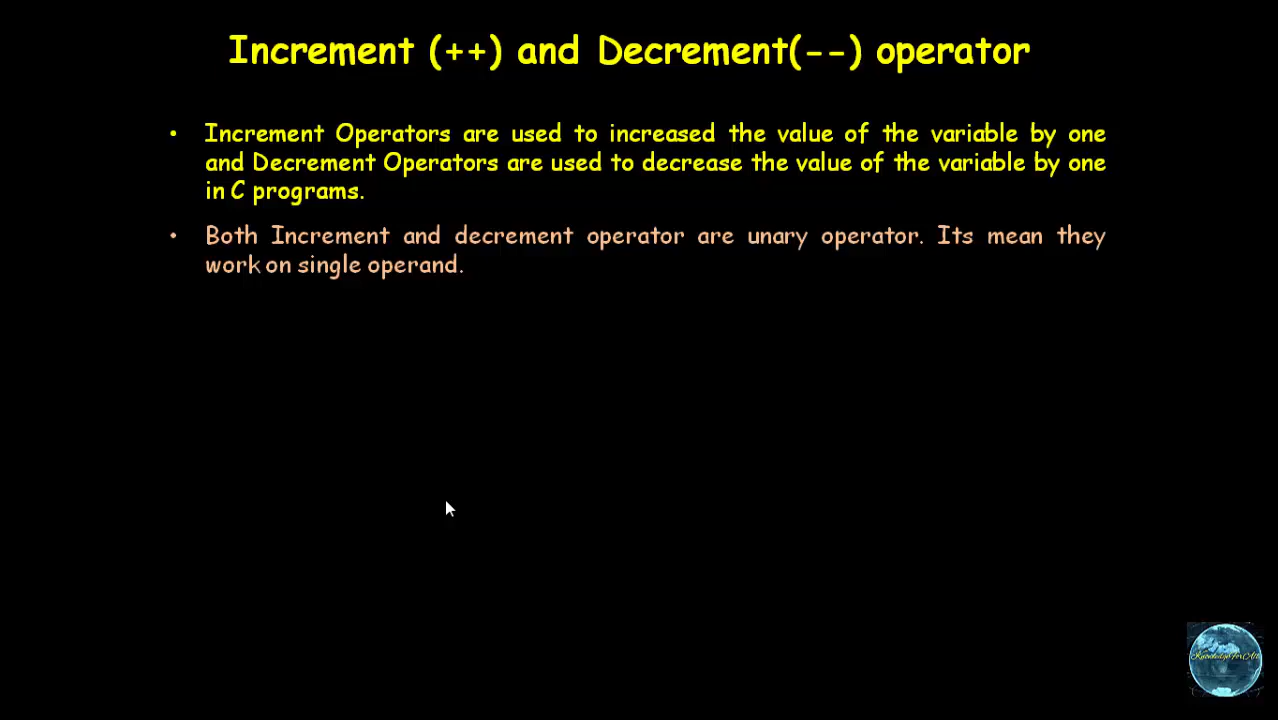 Increment (++) and Decrement(--) operator
• Increment Operators are used to increased the value of the variable by one
and Decrement Operators are used to decrease the value of the variable by one
in C programs.
• Both Increment and decrement operator are unary operator. Its mean they
work on single operand.
KnowledgeForAll